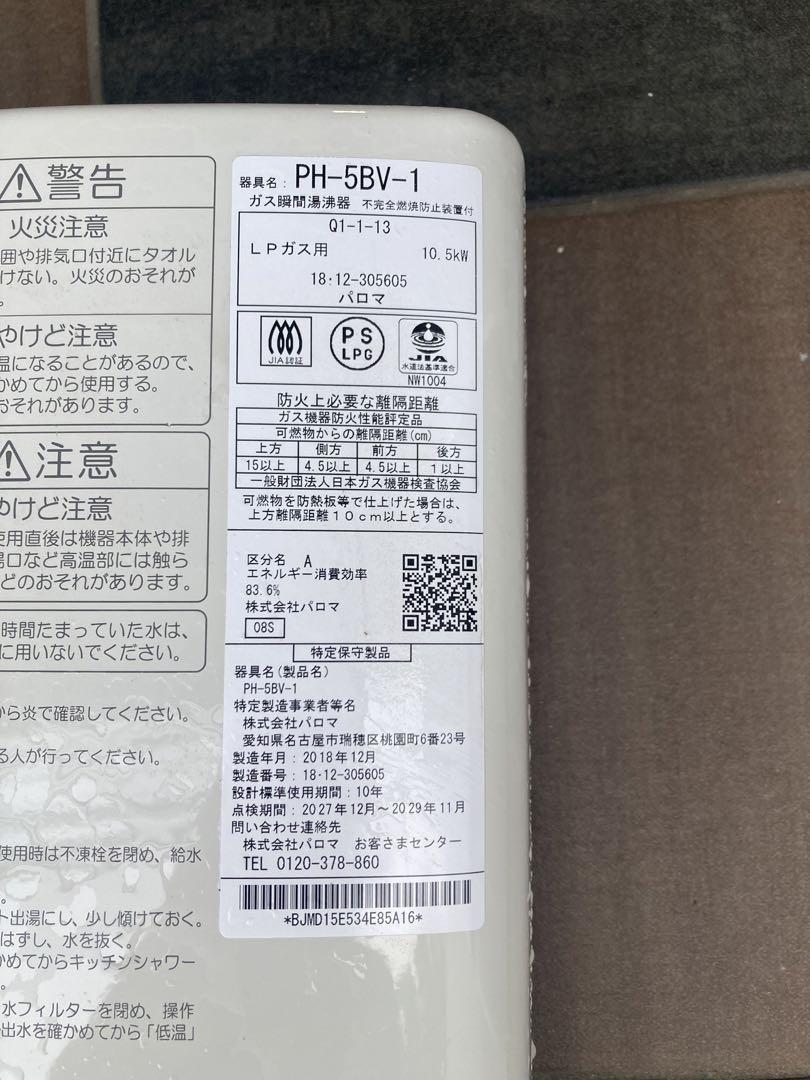 警告
火災注意
囲や排気口付近にタオル
けない。火災のおそれが
。
やけど注意
温になることがあるので、
かめてから使用する。
おそれがあります。
注意
やけど注意
使用直後は機器本体や排
湯口など高温部には触ら
どのおそれがあります。
時間たまっていた水は、
に用いないでください。
から炎で確認してください。
る人が行ってください。
使用時は不凍栓を閉め、給水
。
ト出湯にし、少し傾けておく。
はずし、水を抜く。
かめてからキッチンシャワー
。
水フィルターを閉め、操作
出水を確かめてから「低温」
器具名: PH-5BV-1
ガス瞬間湯沸器 不完全燃焼防止装置付
Q1-1-13
LPガス用 10.5kW
18・12-305605
パロマ
JIA認証
PS
LPG
JIA
水道法基準適合
NW1004
防火上必要な離隔距離
ガス機器防火性能評定品
可燃物からの離隔距離(cm)
上方 側方 前方 後方
15以上 4.5以上 4.5以上 1以上
一般財団法人日本ガス機器検査協会
可燃物を防熱板等で仕上げた場合は、
上方離隔距離10cm以上とする。
区分名 A
エネルギー消費効率
83.6%
株式会社パロマ
08S
特定保守製品
器具名(製品名)
PH-5BV-1
特定製造事業者等名
株式会社パロマ
愛知県名古屋市瑞穂区桃園町6番23号
製造年月: 2018年12月
製造番号: 18・12-305605
設計標準使用期間: 10年
点検期間: 2027年12月～2029年11月
問い合わせ連絡先
株式会社パロマ お客さまセンター
TEL 0120-378-860
*BJMD15E534E85A16*